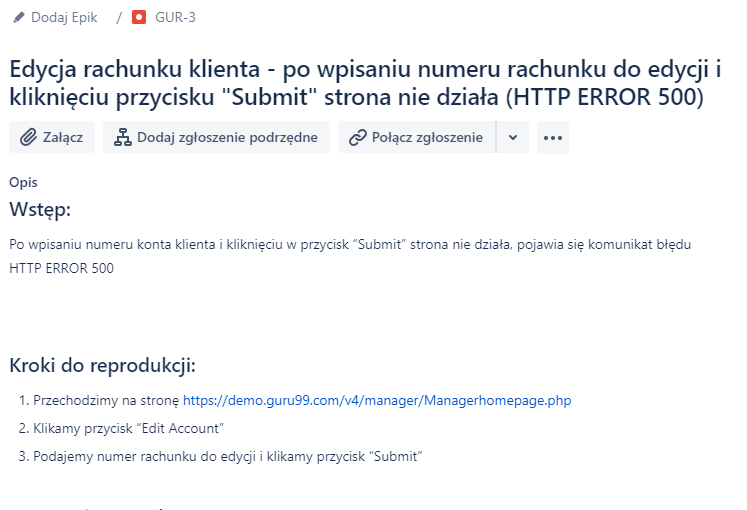 Dodaj Epik / GUR-3
Edycja rachunku klienta - po wpisaniu numeru rachunku do edycji i
kliknięciu przycisku "Submit" strona nie działa (HTTP ERROR 500)
Załącz Dodaj zgłoszenie podrzędne Połącz zgłoszenie
Opis
Wstęp:
Po wpisaniu numeru konta klienta i kliknięciu w przycisk “Submit” strona nie działa, pojawia się komunikat błędu
HTTP ERROR 500
Kroki do reprodukcji:
1. Przechodzimy na stronę https://demo.guru99.com/v4/manager/Managerhomepage.php
2. Klikamy przycisk “Edit Account”
3. Podajemy numer rachunku do edycji i klikamy przycisk “Submit”